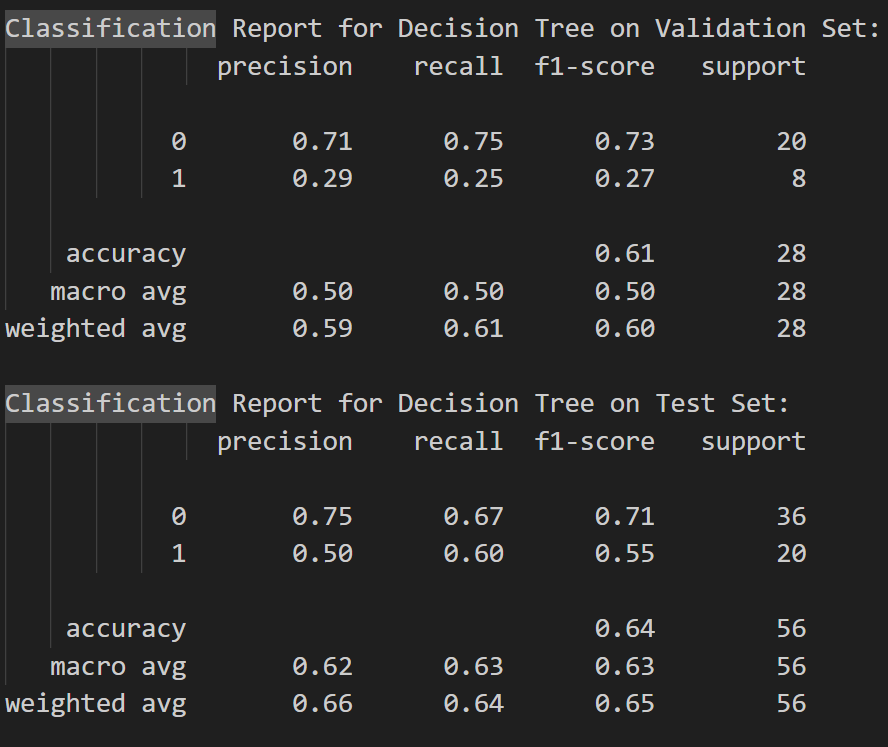 Classification Report for Decision Tree on Validation Set:
precision recall f1-score support
0 0.71 0.75 0.73 20
1 0.29 0.25 0.27 8
accuracy 0.61 28
macro avg 0.50 0.50 0.50 28
weighted avg 0.59 0.61 0.60 28
Classification Report for Decision Tree on Test Set:
precision recall f1-score support
0 0.75 0.67 0.71 36
1 0.50 0.60 0.55 20
accuracy 0.64 56
macro avg 0.62 0.63 0.63 56
weighted avg 0.66 0.64 0.65 56